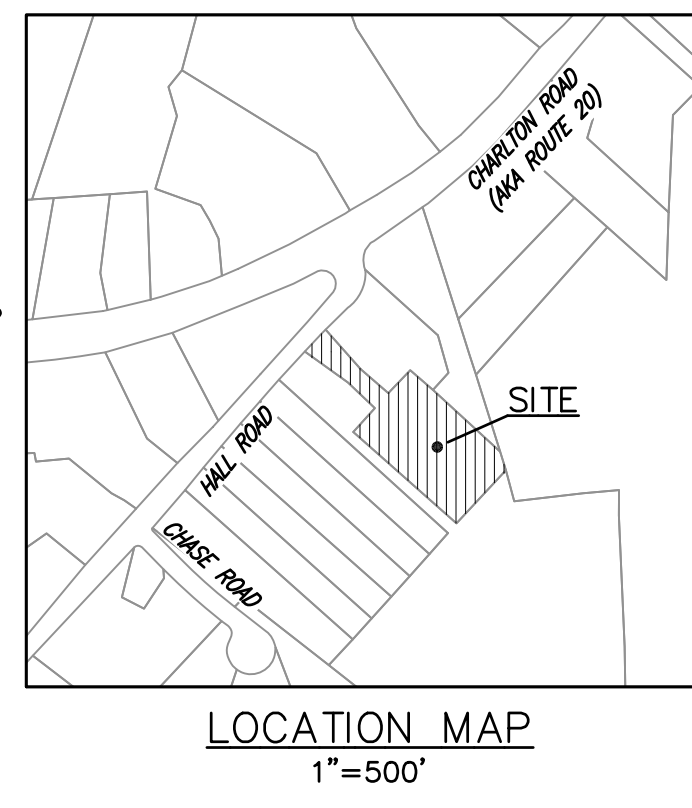 CHARLTON ROAD
(AKA ROUTE 20)
SITE
HALL ROAD
CHASE ROAD
LOCATION MAP
1"=500'